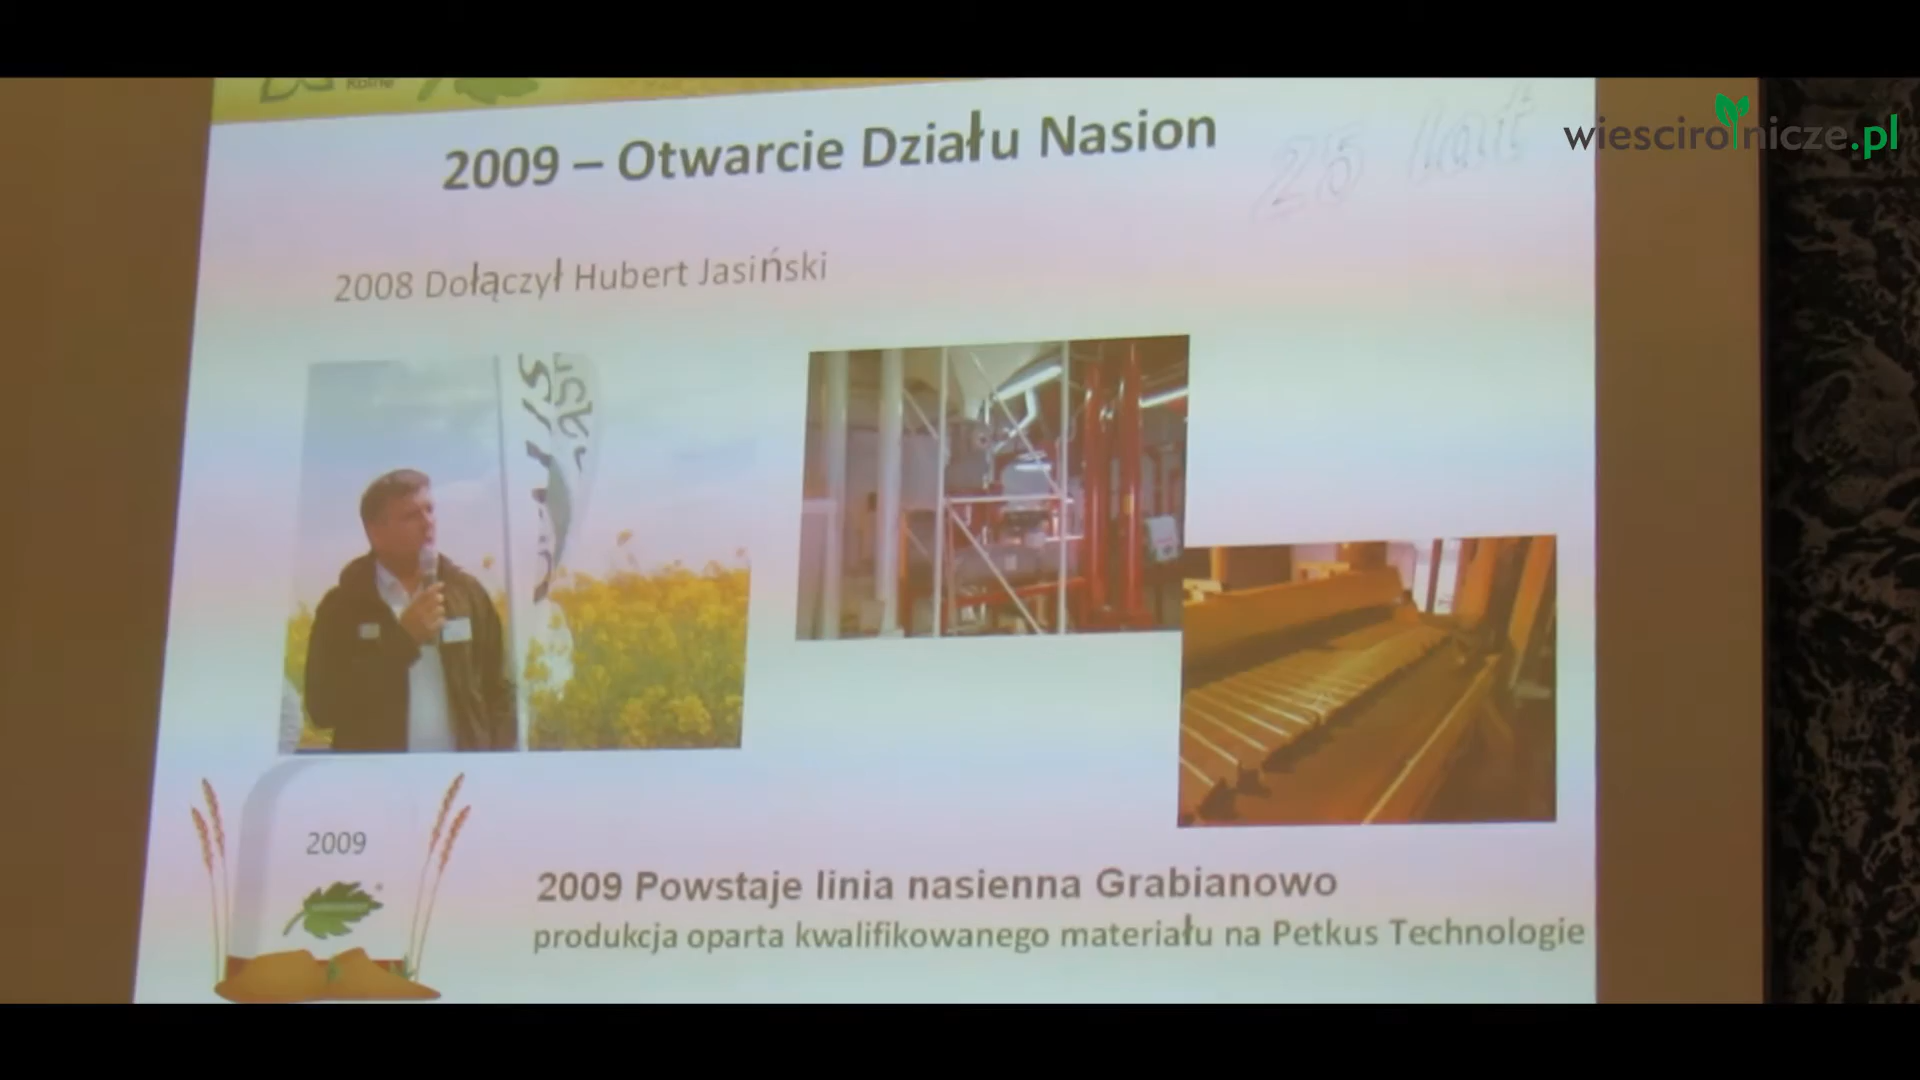 Rolne
wiescirolnicze.pl
2009 – Otwarcie Działu Nasion
2008 Dołączył Hubert Jasiński
2009
2009 Powstaje linia nasienna Grabianowo
produkcja oparta kwalifikowanego materiału na Petkus Technologie